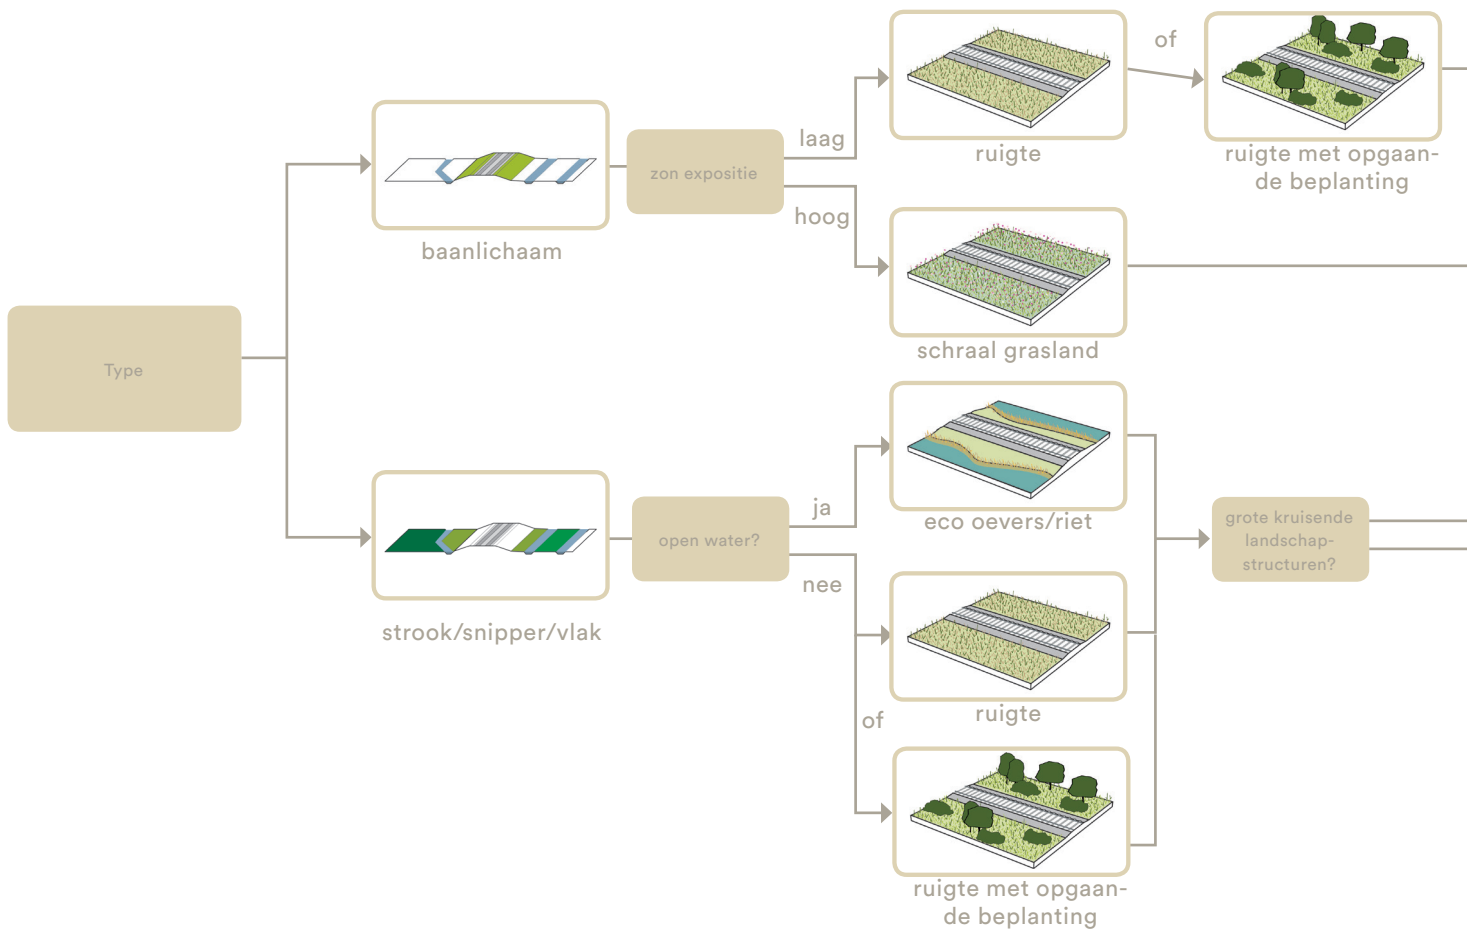 Type
baanlichaam
zon expositie
laag
hoog
ruigte
of
ruigte met opgaan-
de beplanting
schraal grasland
strook/snipper/vlak
open water?
ja
nee
of
eco oevers/riet
ruigte
ruigte met opgaan-
de beplanting
grote kruisende
landschap-
structuren?